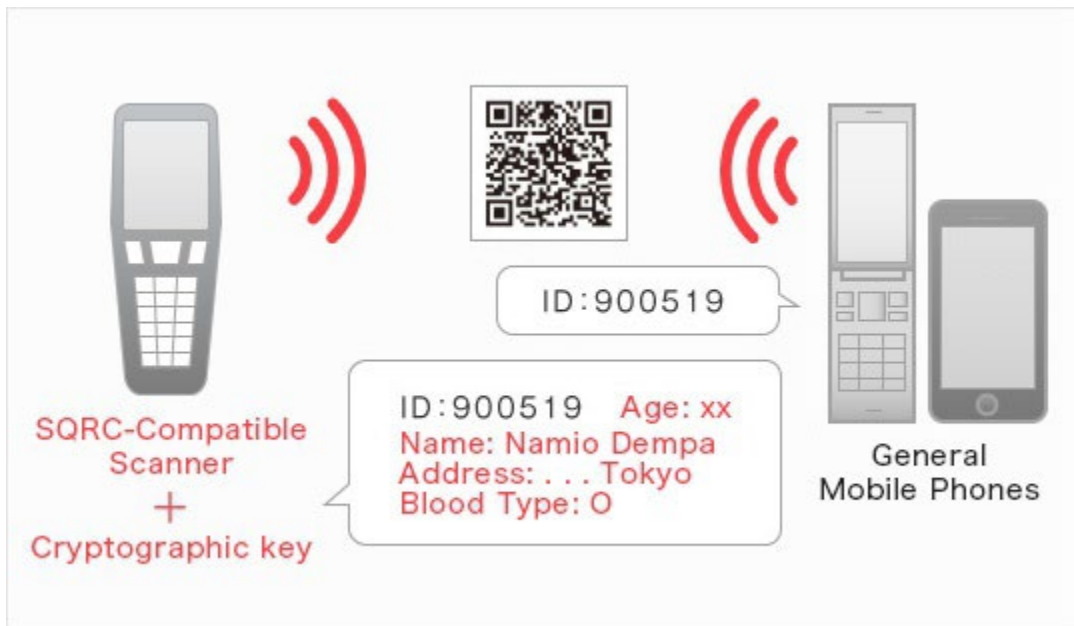 ID:900519
ID:900519 Age: xx
Name: Namio Dempa
Address: . . . Tokyo
Blood Type: O
SQRC-Compatible
Scanner
+
Cryptographic key
General
Mobile Phones